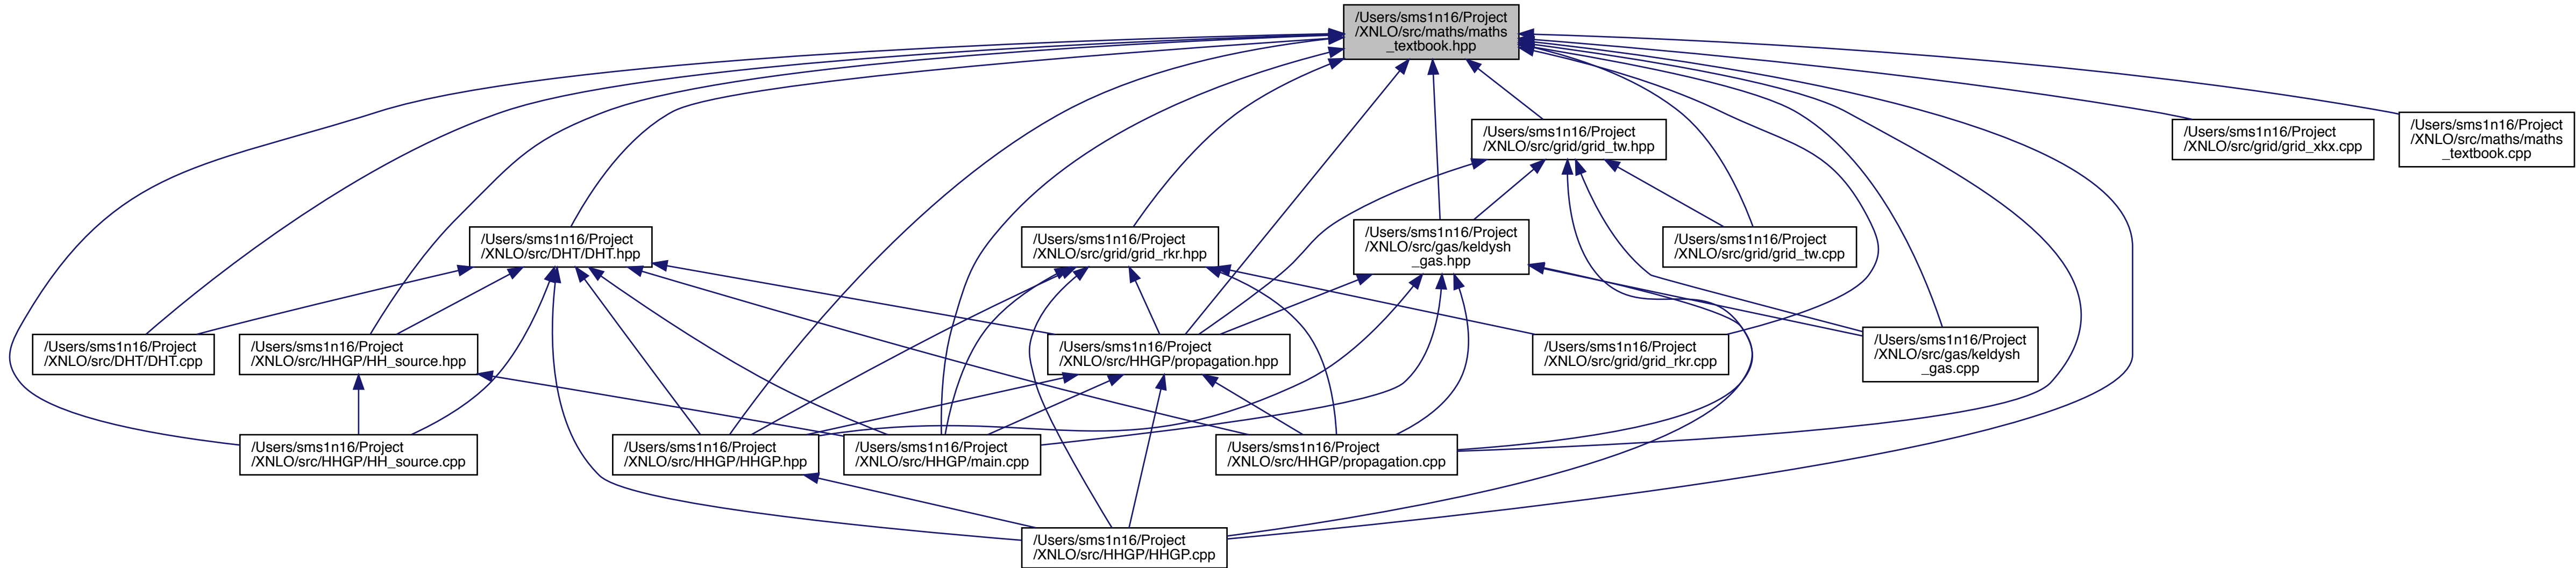 /Users/sms1n16/Project
/XNLO/src/maths/maths
_textbook.hpp
/Users/sms1n16/Project
/XNLO/src/grid/grid_tw.hpp
/Users/sms1n16/Project
/XNLO/src/grid/grid_xkx.cpp
/Users/sms1n16/Project
/XNLO/src/maths/maths
_textbook.cpp
/Users/sms1n16/Project
/XNLO/src/DHT/DHT.hpp
/Users/sms1n16/Project
/XNLO/src/grid/grid_rkr.hpp
/Users/sms1n16/Project
/XNLO/src/gas/keldysh
_gas.hpp
/Users/sms1n16/Project
/XNLO/src/grid/grid_tw.cpp
/Users/sms1n16/Project
/XNLO/src/DHT/DHT.cpp
/Users/sms1n16/Project
/XNLO/src/HHGP/HH_source.hpp
/Users/sms1n16/Project
/XNLO/src/HHGP/propagation.hpp
/Users/sms1n16/Project
/XNLO/src/grid/grid_rkr.cpp
/Users/sms1n16/Project
/XNLO/src/gas/keldysh
_gas.cpp
/Users/sms1n16/Project
/XNLO/src/HHGP/HH_source.cpp
/Users/sms1n16/Project
/XNLO/src/HHGP/HHGP.hpp
/Users/sms1n16/Project
/XNLO/src/HHGP/main.cpp
/Users/sms1n16/Project
/XNLO/src/HHGP/propagation.cpp
/Users/sms1n16/Project
/XNLO/src/HHGP/HHGP.cpp